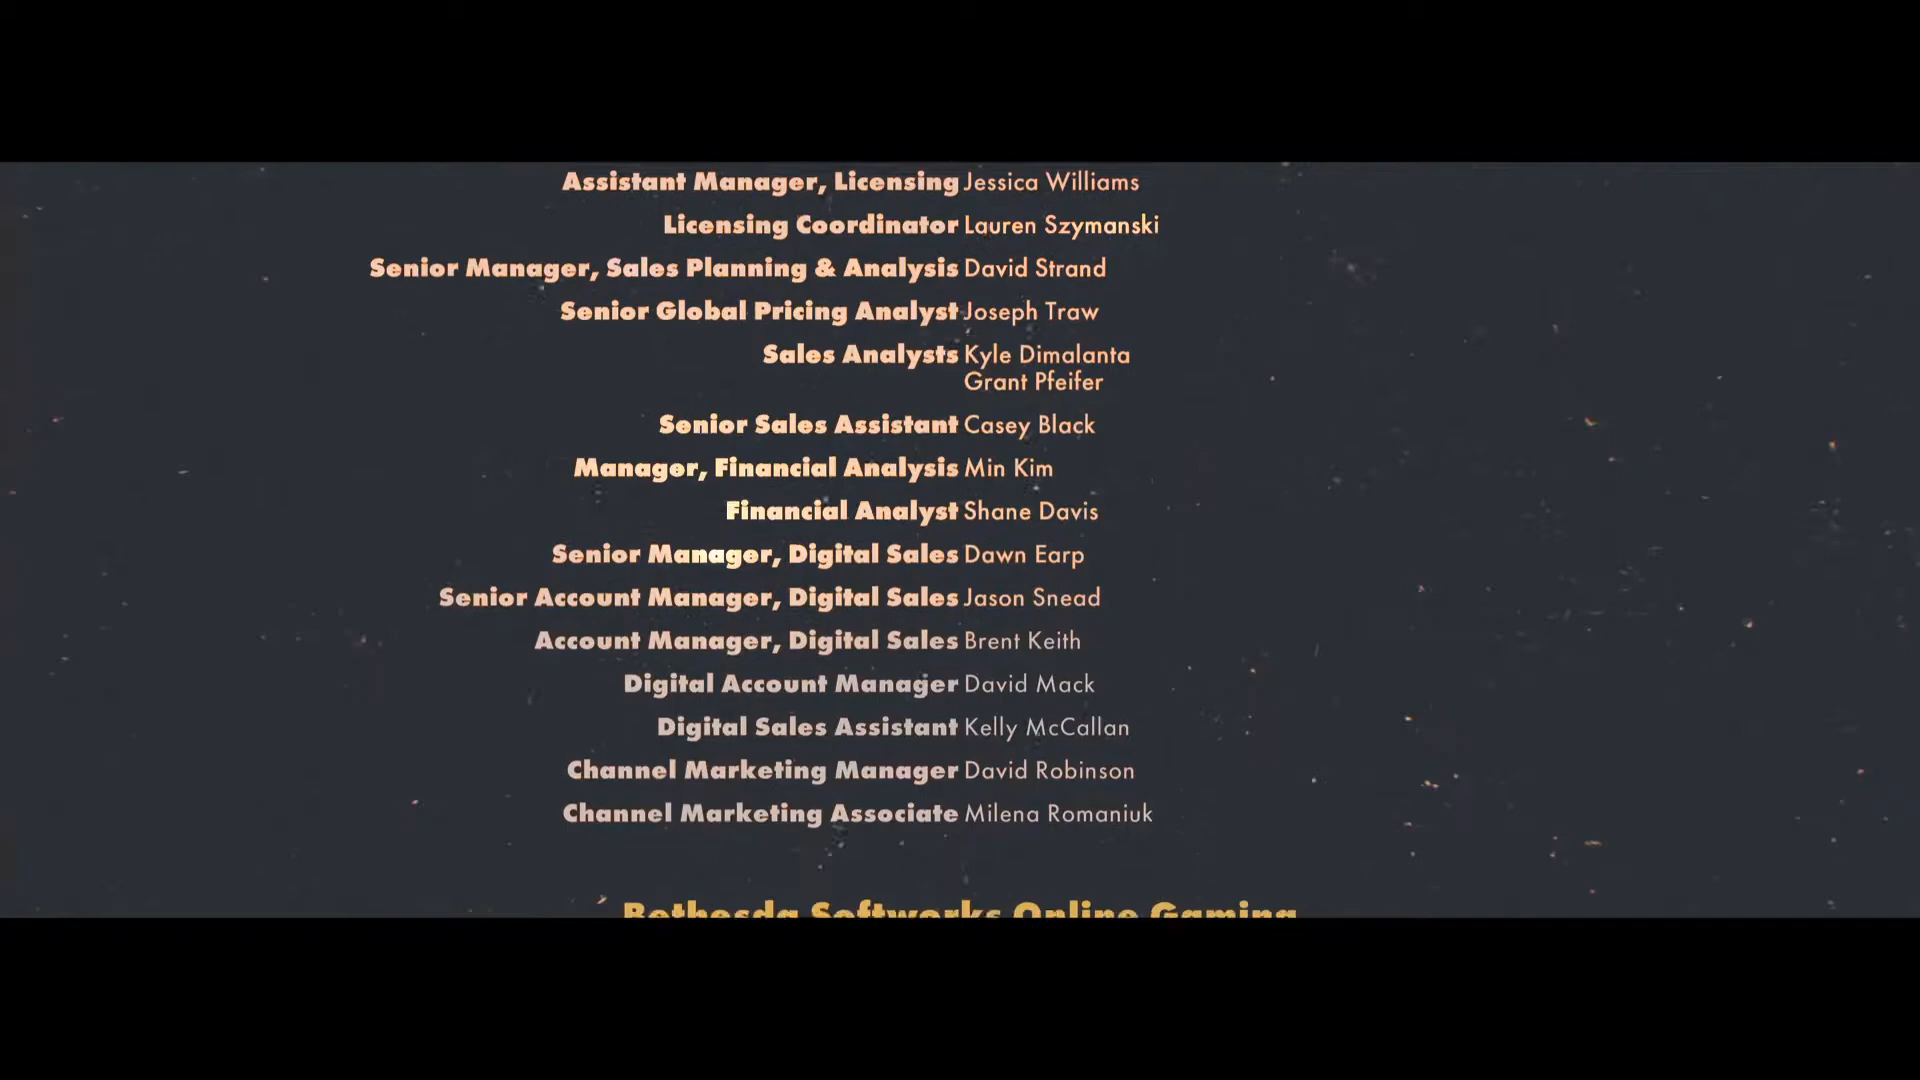 Assistant Manager, Licensing Jessica Williams
Licensing Coordinator Lauren Szymanski
Senior Manager, Sales Planning & Analysis David Strand
Senior Global Pricing Analyst Joseph Traw
Sales Analysts Kyle Dimalanta
Grant Pfeifer
Senior Sales Assistant Casey Black
Manager, Financial Analysis Min Kim
Financial Analyst Shane Davis
Senior Manager, Digital Sales Dawn Earp
Senior Account Manager, Digital Sales Jason Snead
Account Manager, Digital Sales Brent Keith
Digital Account Manager David Mack
Digital Sales Assistant Kelly McCallan
Channel Marketing Manager David Robinson
Channel Marketing Associate Milena Romaniuk
Bethesda Softworks Online Gaming